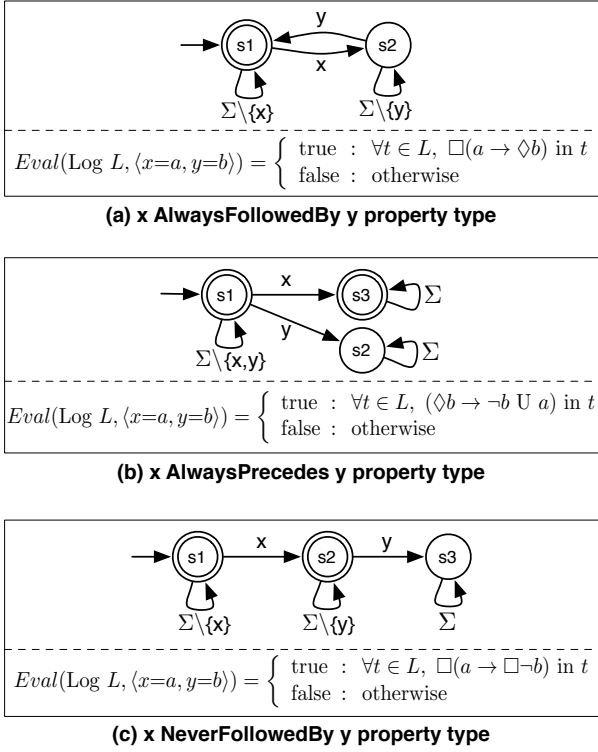 y
s1 s2
x
Σ\{x} Σ\{y}
Eval(Log L, ⟨x=a, y=b⟩) = { true : ∀t ∈ L, □(a → ◊b) in t
false : otherwise
(a) x AlwaysFollowedBy y property type
x
s1 s3 Σ
y
s2 Σ
Σ\{x,y}
Eval(Log L, ⟨x=a, y=b⟩) = { true : ∀t ∈ L, (◊b → ¬b U a) in t
false : otherwise
(b) x AlwaysPrecedes y property type
x y
s1 s2 s3
Σ\{x} Σ\{y} Σ
Eval(Log L, ⟨x=a, y=b⟩) = { true : ∀t ∈ L, □(a → □¬b) in t
false : otherwise
(c) x NeverFollowedBy y property type